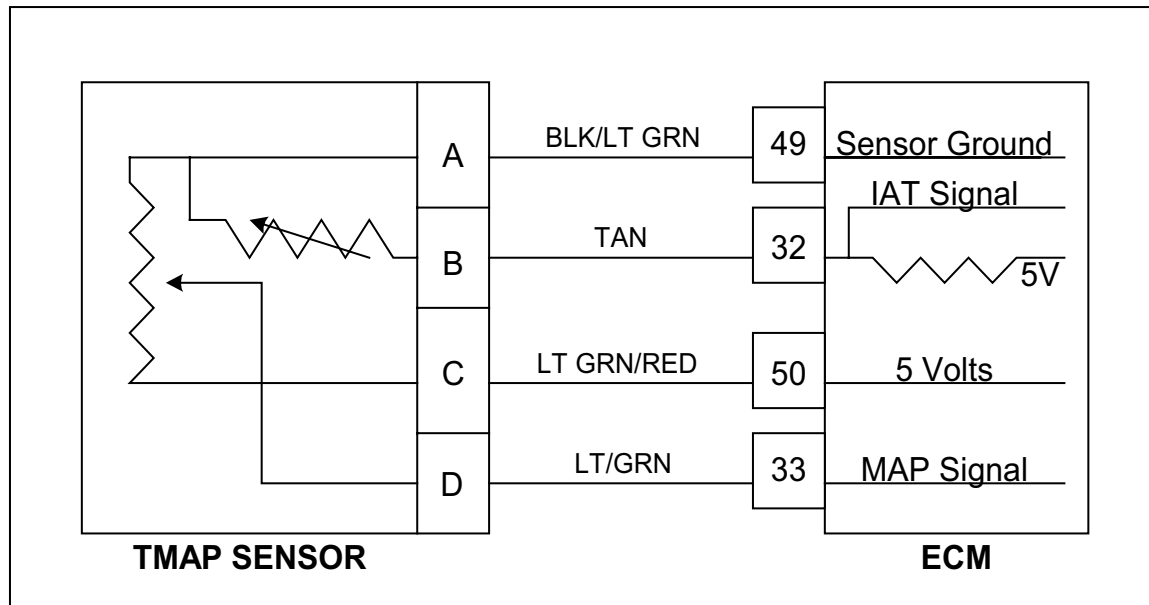 A BLK/LT GRN 49 Sensor Ground
IAT Signal
B TAN 32
5V
C LT GRN/RED 50 5 Volts
D LT/GRN 33 MAP Signal
TMAP SENSOR ECM